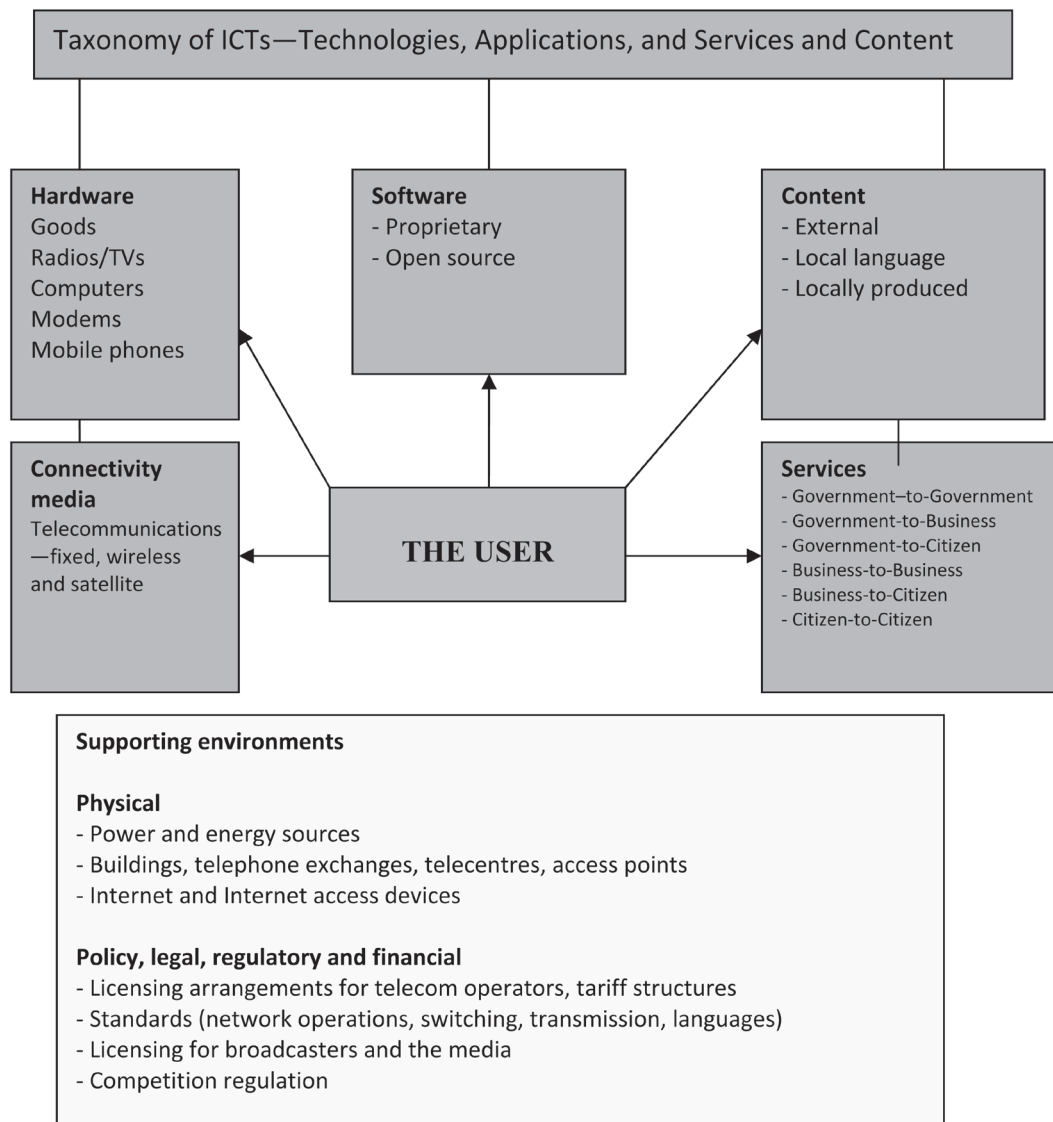 Taxonomy of ICTs—Technologies, Applications, and Services and Content
Hardware
Goods
Radios/TVs
Computers
Modems
Mobile phones
Software
- Proprietary
- Open source
Content
- External
- Local language
- Locally produced
Connectivity
media
Telecommunications
—fixed, wireless
and satellite
THE USER
Services
- Government–to-Government
- Government-to-Business
- Government-to-Citizen
- Business-to-Business
- Business-to-Citizen
- Citizen-to-Citizen
Supporting environments
Physical
- Power and energy sources
- Buildings, telephone exchanges, telecentres, access points
- Internet and Internet access devices
Policy, legal, regulatory and financial
- Licensing arrangements for telecom operators, tariff structures
- Standards (network operations, switching, transmission, languages)
- Licensing for broadcasters and the media
- Competition regulation